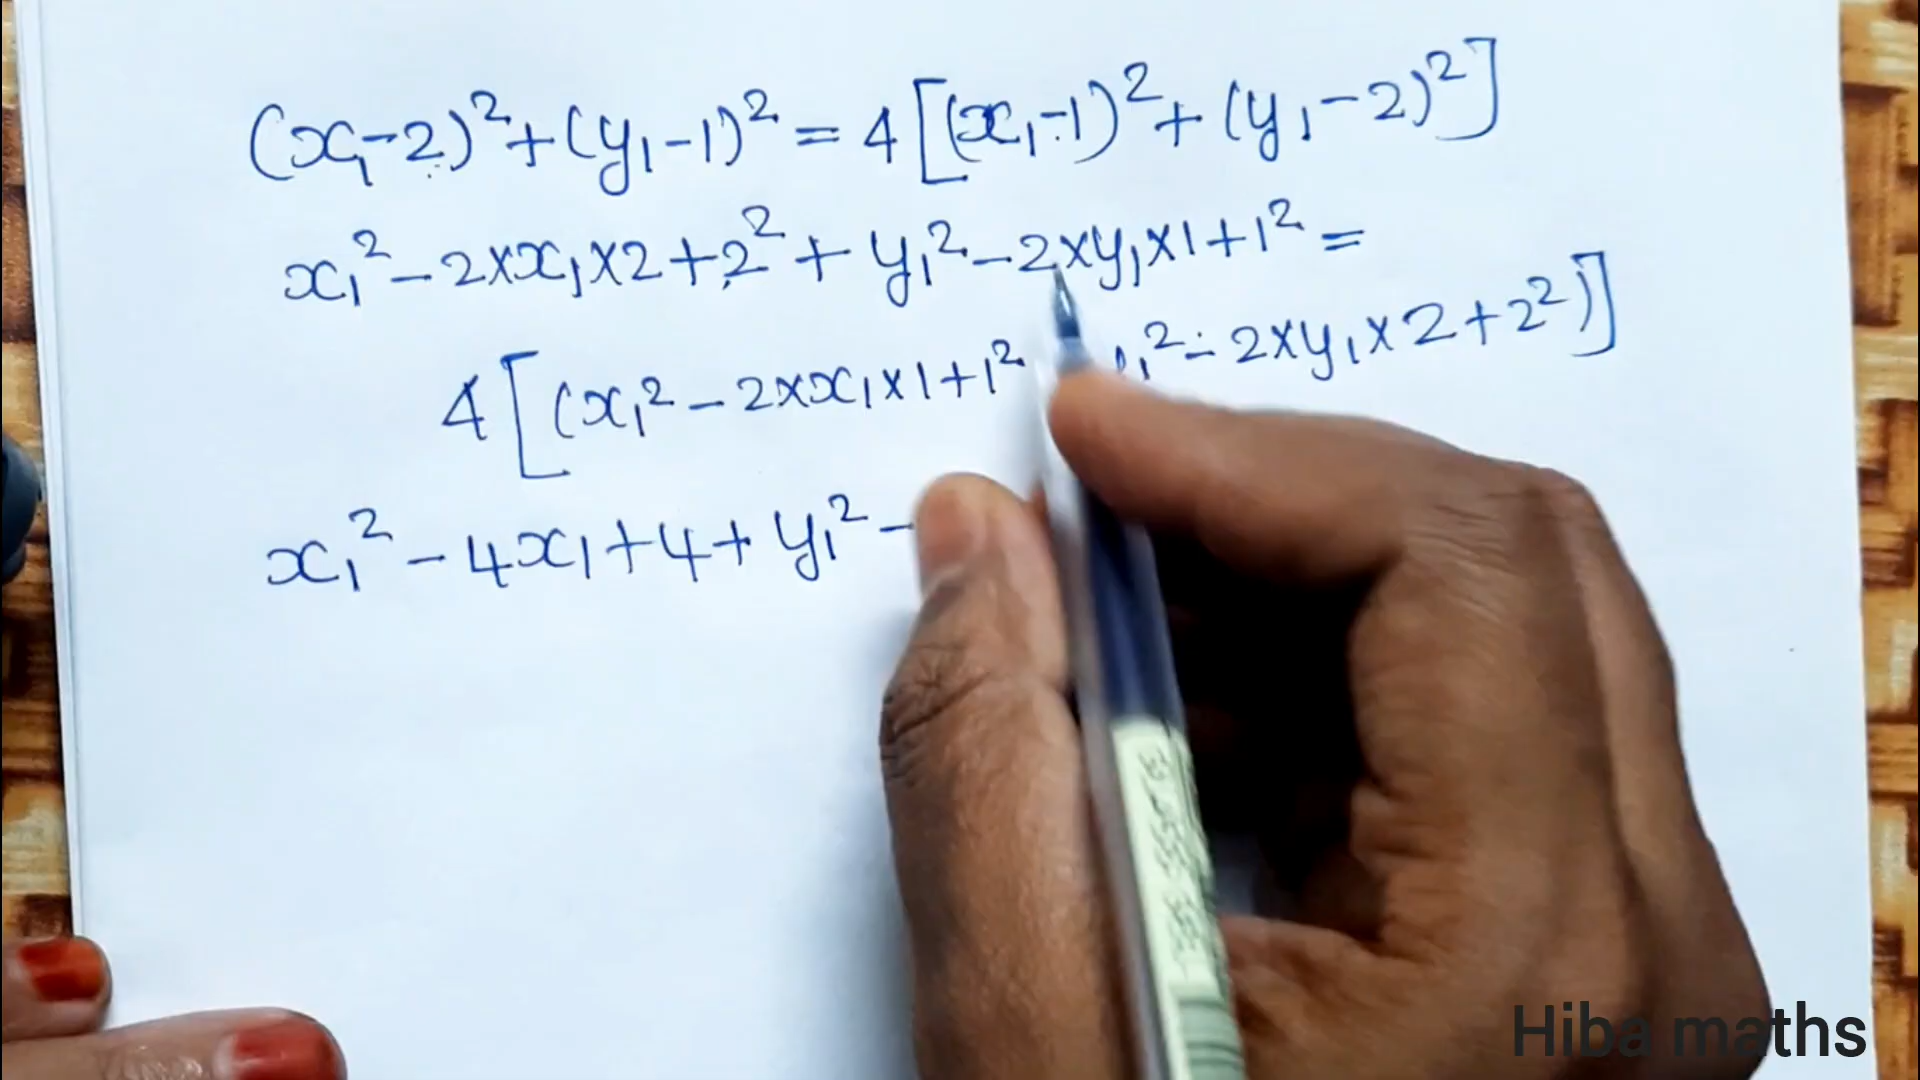 (x₁-2)²+(y₁-1)² = 4[(x₁-1)²+(y₁-2)²]
x₁²-2×x₁×2+2²+y₁²-2×y₁×1+1² =
4[(x₁²-2×x₁×1+1² y₁²-2×y₁×2+2²)]
x₁²-4x₁+4+y₁²-
Hiba maths